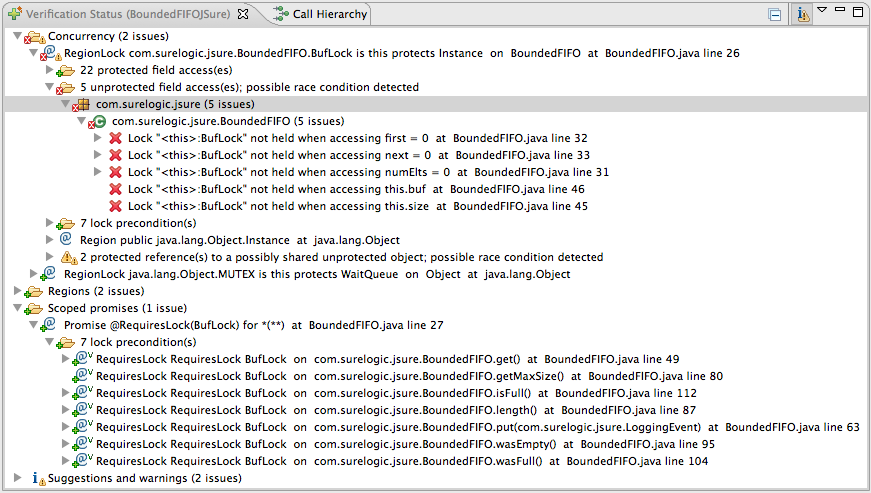 Verification Status (BoundedFIFOJSure) Call Hierarchy
Concurrency (2 issues)
RegionLock com.surelogic.jsure.BoundedFIFO.BufLock is this protects Instance on BoundedFIFO at BoundedFIFO.java line 26
22 protected field access(es)
5 unprotected field access(es); possible race condition detected
com.surelogic.jsure (5 issues)
com.surelogic.jsure.BoundedFIFO (5 issues)
Lock "<this>:BufLock" not held when accessing first = 0 at BoundedFIFO.java line 32
Lock "<this>:BufLock" not held when accessing next = 0 at BoundedFIFO.java line 33
Lock "<this>:BufLock" not held when accessing numElts = 0 at BoundedFIFO.java line 31
Lock "<this>:BufLock" not held when accessing this.buf at BoundedFIFO.java line 46
Lock "<this>:BufLock" not held when accessing this.size at BoundedFIFO.java line 45
7 lock precondition(s)
Region public java.lang.Object.Instance at java.lang.Object
2 protected reference(s) to a possibly shared unprotected object; possible race condition detected
RegionLock java.lang.Object.MUTEX is this protects WaitQueue on Object at java.lang.Object
Regions (2 issues)
Scoped promises (1 issue)
Promise @RequiresLock(BufLock) for *(**) at BoundedFIFO.java line 27
7 lock precondition(s)
RequiresLock RequiresLock BufLock on com.surelogic.jsure.BoundedFIFO.get() at BoundedFIFO.java line 49
RequiresLock RequiresLock BufLock on com.surelogic.jsure.BoundedFIFO.getMaxSize() at BoundedFIFO.java line 80
RequiresLock RequiresLock BufLock on com.surelogic.jsure.BoundedFIFO.isFull() at BoundedFIFO.java line 112
RequiresLock RequiresLock BufLock on com.surelogic.jsure.BoundedFIFO.length() at BoundedFIFO.java line 87
RequiresLock RequiresLock BufLock on com.surelogic.jsure.BoundedFIFO.put(com.surelogic.jsure.LoggingEvent) at BoundedFIFO.java line 63
RequiresLock RequiresLock BufLock on com.surelogic.jsure.BoundedFIFO.wasEmpty() at BoundedFIFO.java line 95
RequiresLock RequiresLock BufLock on com.surelogic.jsure.BoundedFIFO.wasFull() at BoundedFIFO.java line 104
Suggestions and warnings (2 issues)